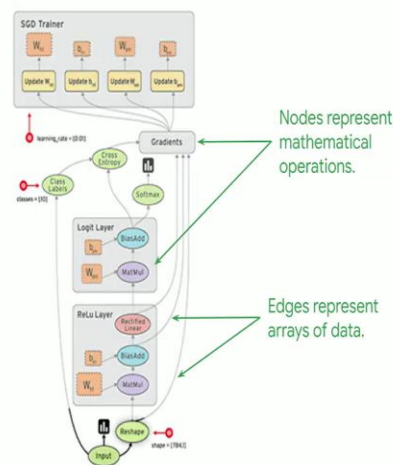 SGD Trainer
Update W
Update b
Update W
Update b
learning_rate = [0.01]
Gradients
Cross
Entropy
Class
Labels
classes = [10]
Softmax
Logit Layer
BiasAdd
MatMul
ReLu Layer
Rectified
Linear
BiasAdd
MatMul
Reshape
Input
shape = [784,1]
Nodes represent
mathematical
operations.
Edges represent
arrays of data.